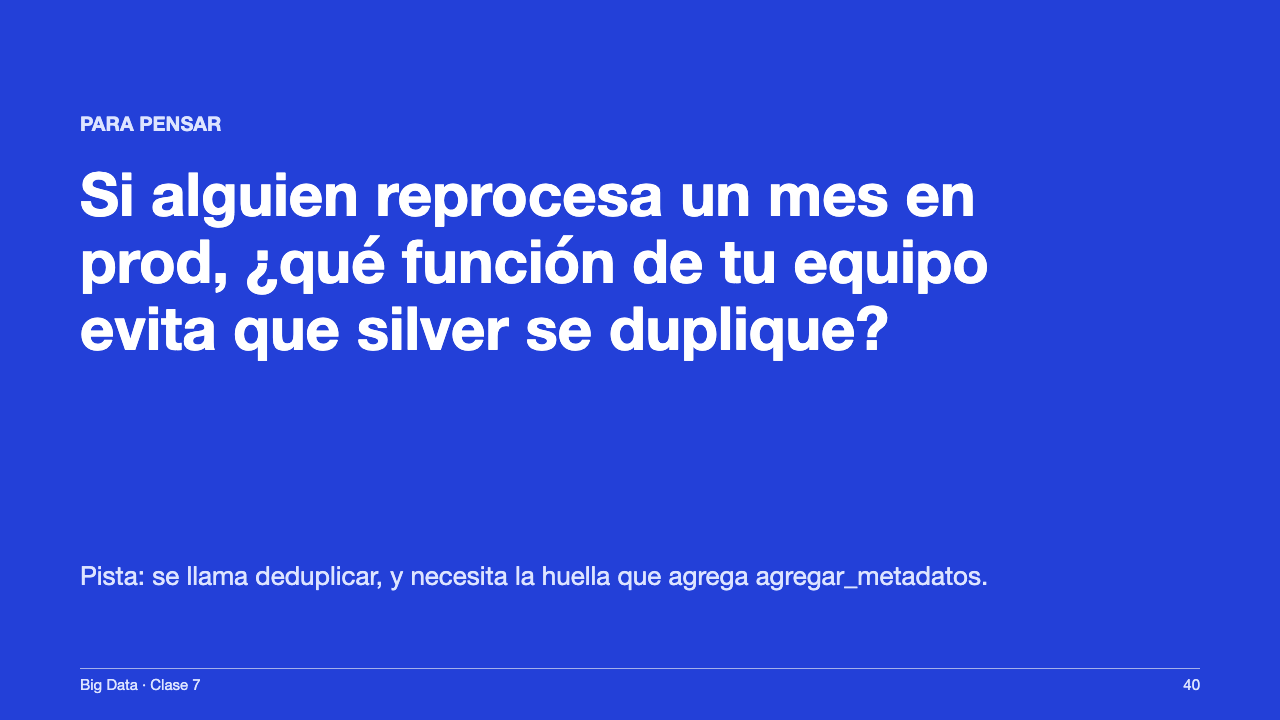 PARA PENSAR
Si alguien reprocesa un mes en
prod, ¿qué función de tu equipo
evita que silver se duplique?
Pista: se llama deduplicar, y necesita la huella que agrega agregar_metadatos.
Big Data · Clase 7
40